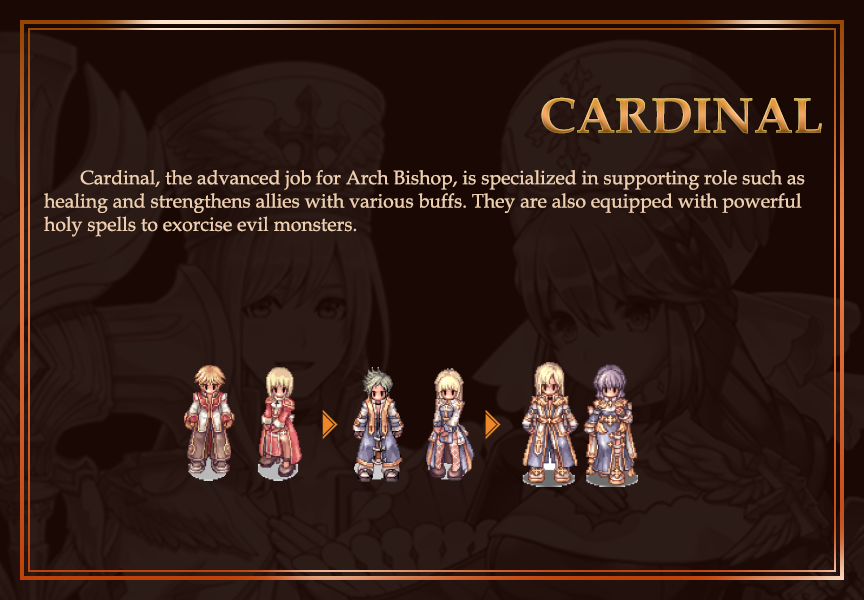 CARDINAL
Cardinal, the advanced job for Arch Bishop, is specialized in supporting role such as
healing and strengthens allies with various buffs. They are also equipped with powerful
holy spells to exorcise evil monsters.